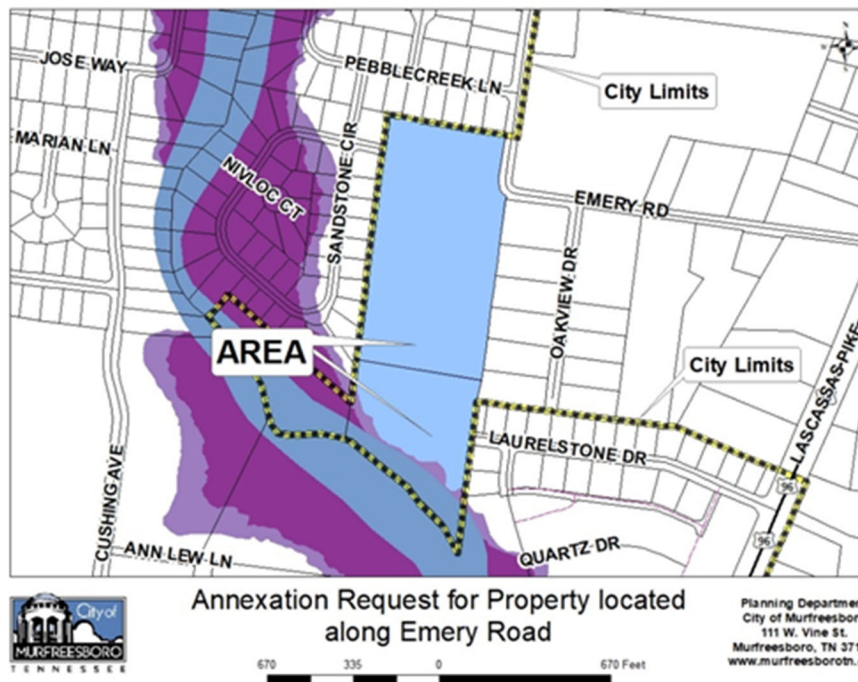 JOSE WAY
PEBBLECREEK LN
City Limits
MARIAN LN
NIVLOC CT
SANDSTONE CIR
EMERY RD
OAKVIEW DR
AREA
City Limits
LASCASSAS PIKE
LAURELSTONE DR
96
96
CUSHING AVE
QUARTZ DR
ANN LEW LN
Annexation Request for Property located
along Emery Road
City of
MURFREESBORO
TENNESSEE
670 335 0 670 Feet
Planning Departme
City of Murfreesbor
111 W. Vine St.
Murfreesboro, TN 371
www.murfreesborotn.